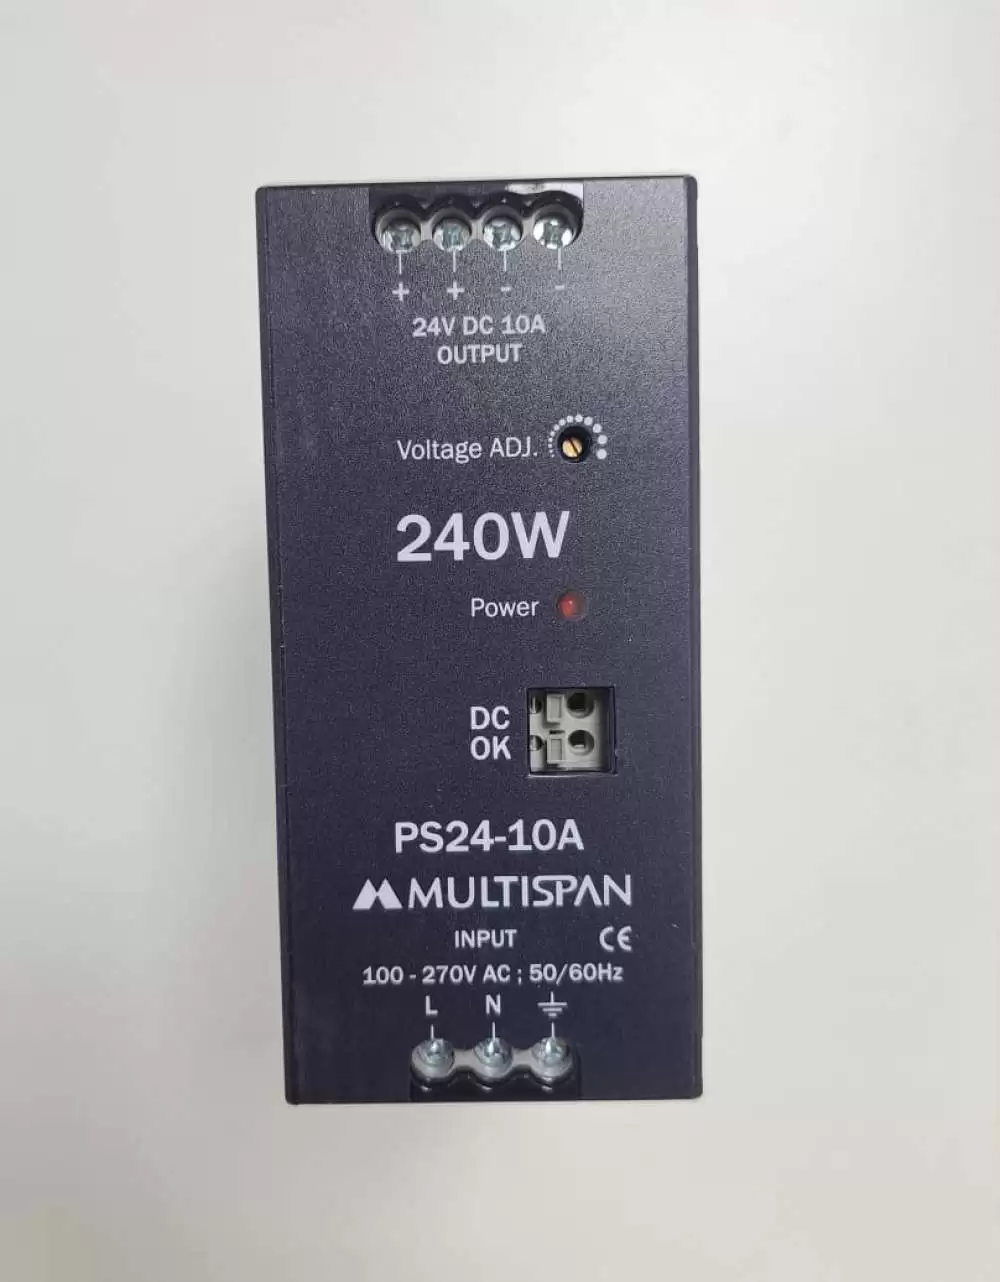 + + - -
24V DC 10A
OUTPUT
Voltage ADJ.
240W
Power
DC
OK
PS24-10A
MULTISPAN
INPUT CE
100 - 270V AC ; 50/60Hz
L N